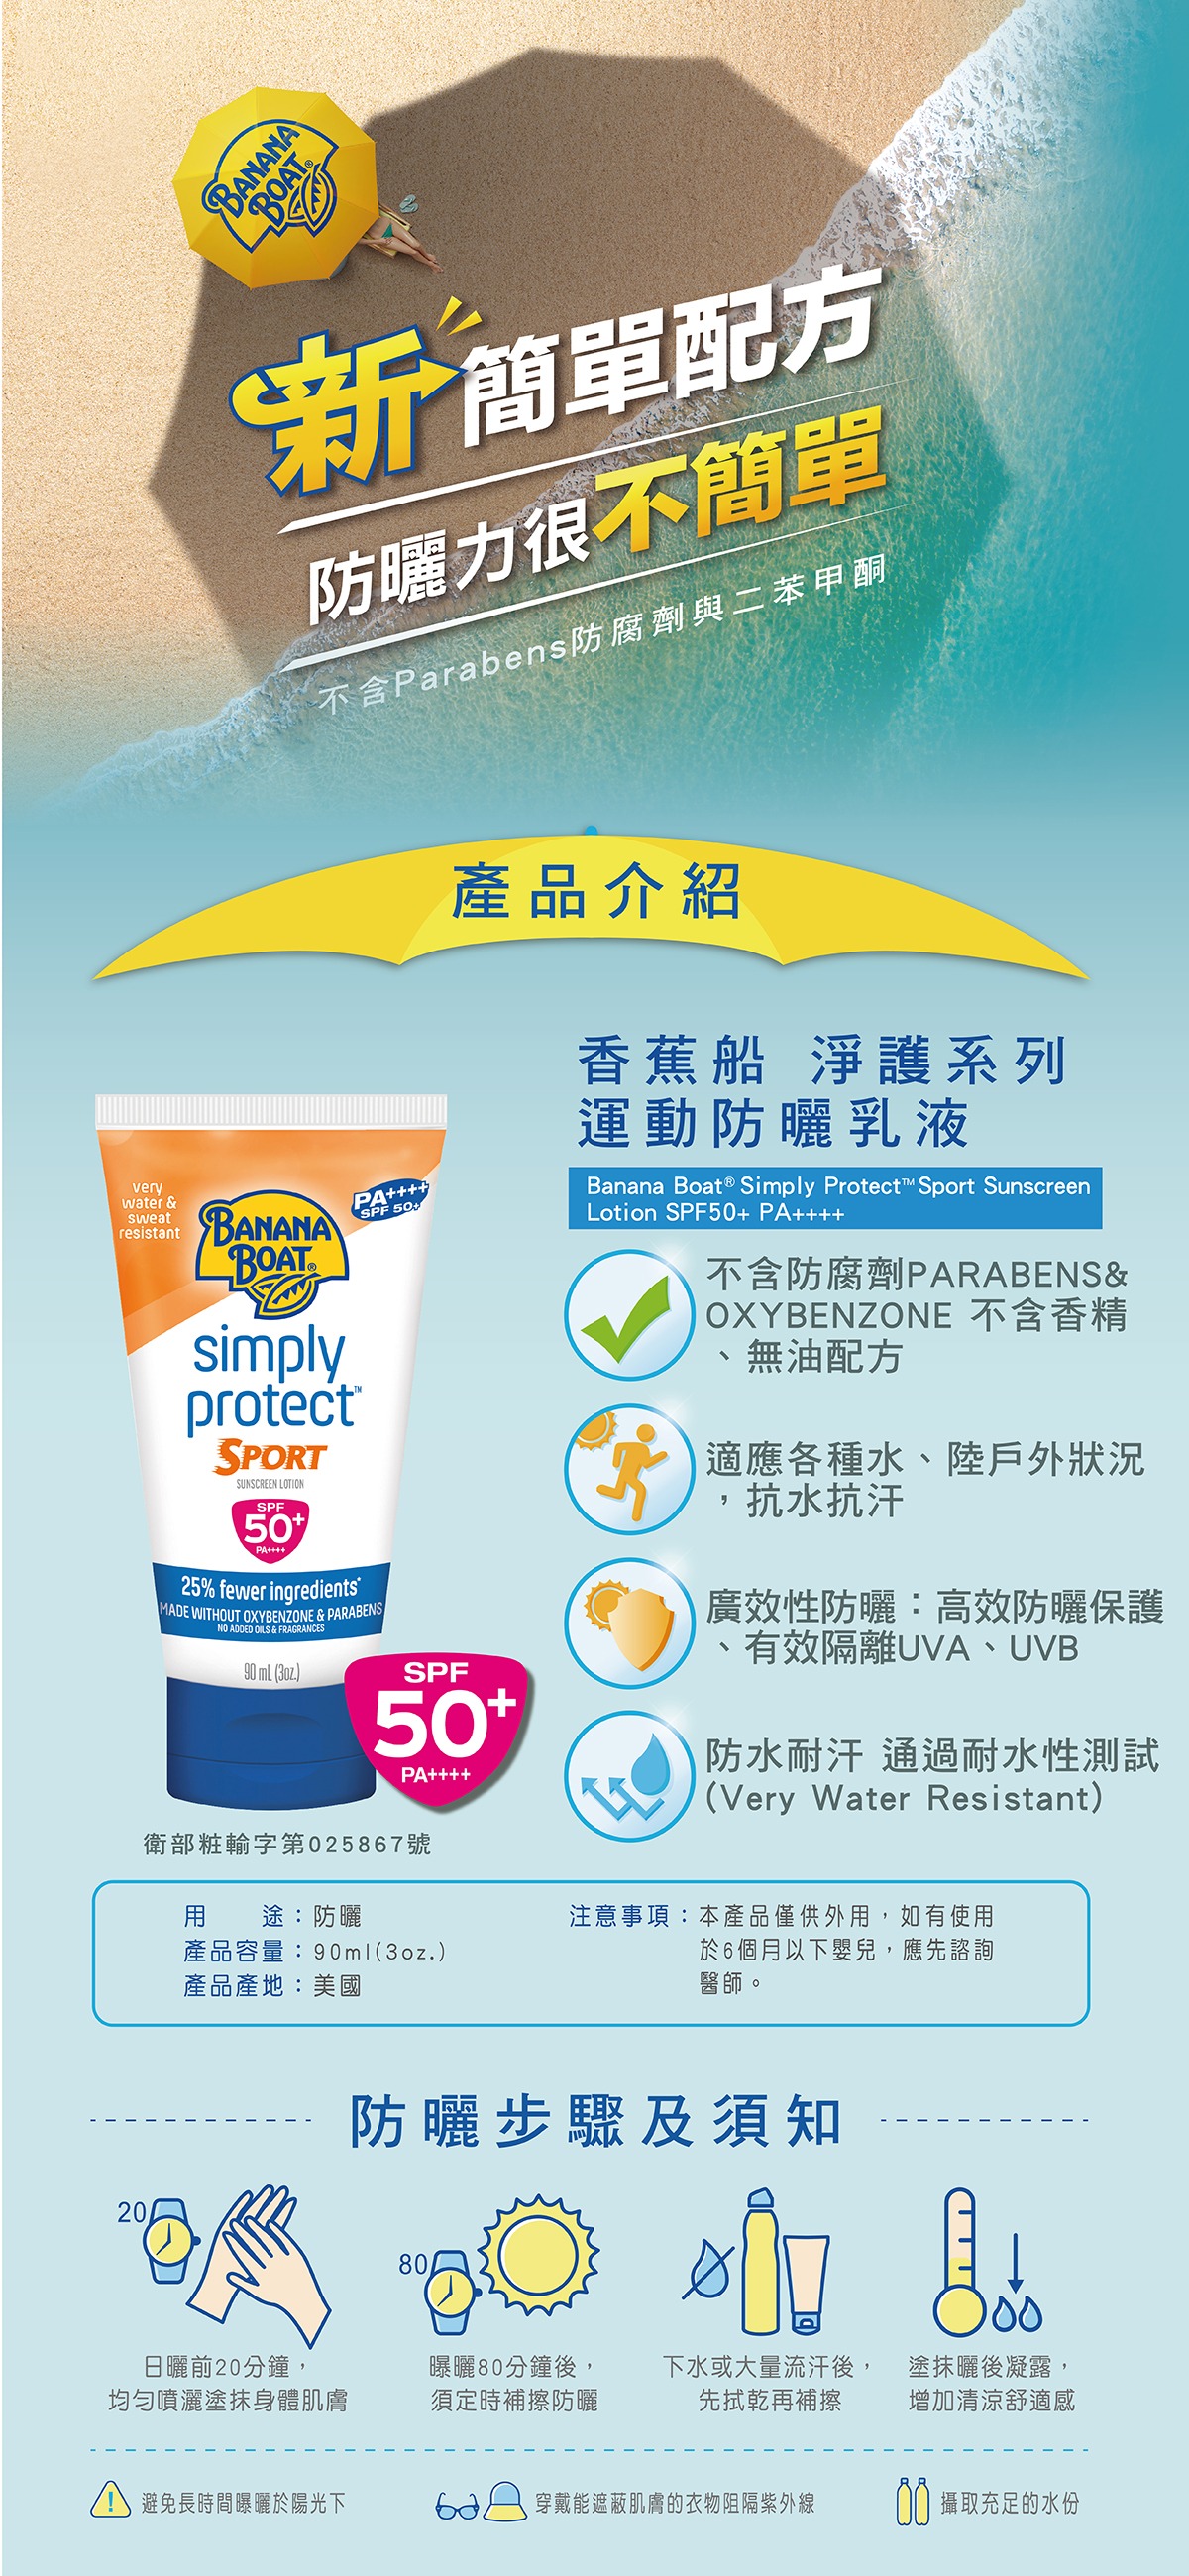 BANANA
BOAT®
新簡單配方
防曬力很不簡單
不含Parabens防腐劑與二苯甲酮
產品介紹
香蕉船 淨護系列
運動防曬乳液
Banana Boat® Simply Protect™ Sport Sunscreen
Lotion SPF50+ PA++++
very
water &
sweat
resistant
PA++++
SPF 50+
BANANA
BOAT®
simply
protect™
SPORT
SUNSCREEN LOTION
SPF
50+
PA++++
25% fewer ingredients*
MADE WITHOUT OXYBENZONE & PARABENS
NO ADDED OILS & FRAGRANCES
90 mL (3oz.)
SPF
50+
PA++++
衛部粧輸字第025867號
不含防腐劑PARABENS&
OXYBENZONE 不含香精
、無油配方
適應各種水、陸戶外狀況
，抗水抗汗
廣效性防曬：高效防曬保護
、有效隔離UVA、UVB
防水耐汗 通過耐水性測試
(Very Water Resistant)
用 途：防曬
產品容量：90ml(3oz.)
產品產地：美國
注意事項：本產品僅供外用，如有使用
於6個月以下嬰兒，應先諮詢
醫師。
防曬步驟及須知
20
日曬前20分鐘，
均勻噴灑塗抹身體肌膚
80
曝曬80分鐘後，
須定時補擦防曬
下水或大量流汗後，
先拭乾再補擦
塗抹曬後凝露，
增加清涼舒適感
避免長時間曝曬於陽光下
穿戴能遮蔽肌膚的衣物阻隔紫外線
攝取充足的水份